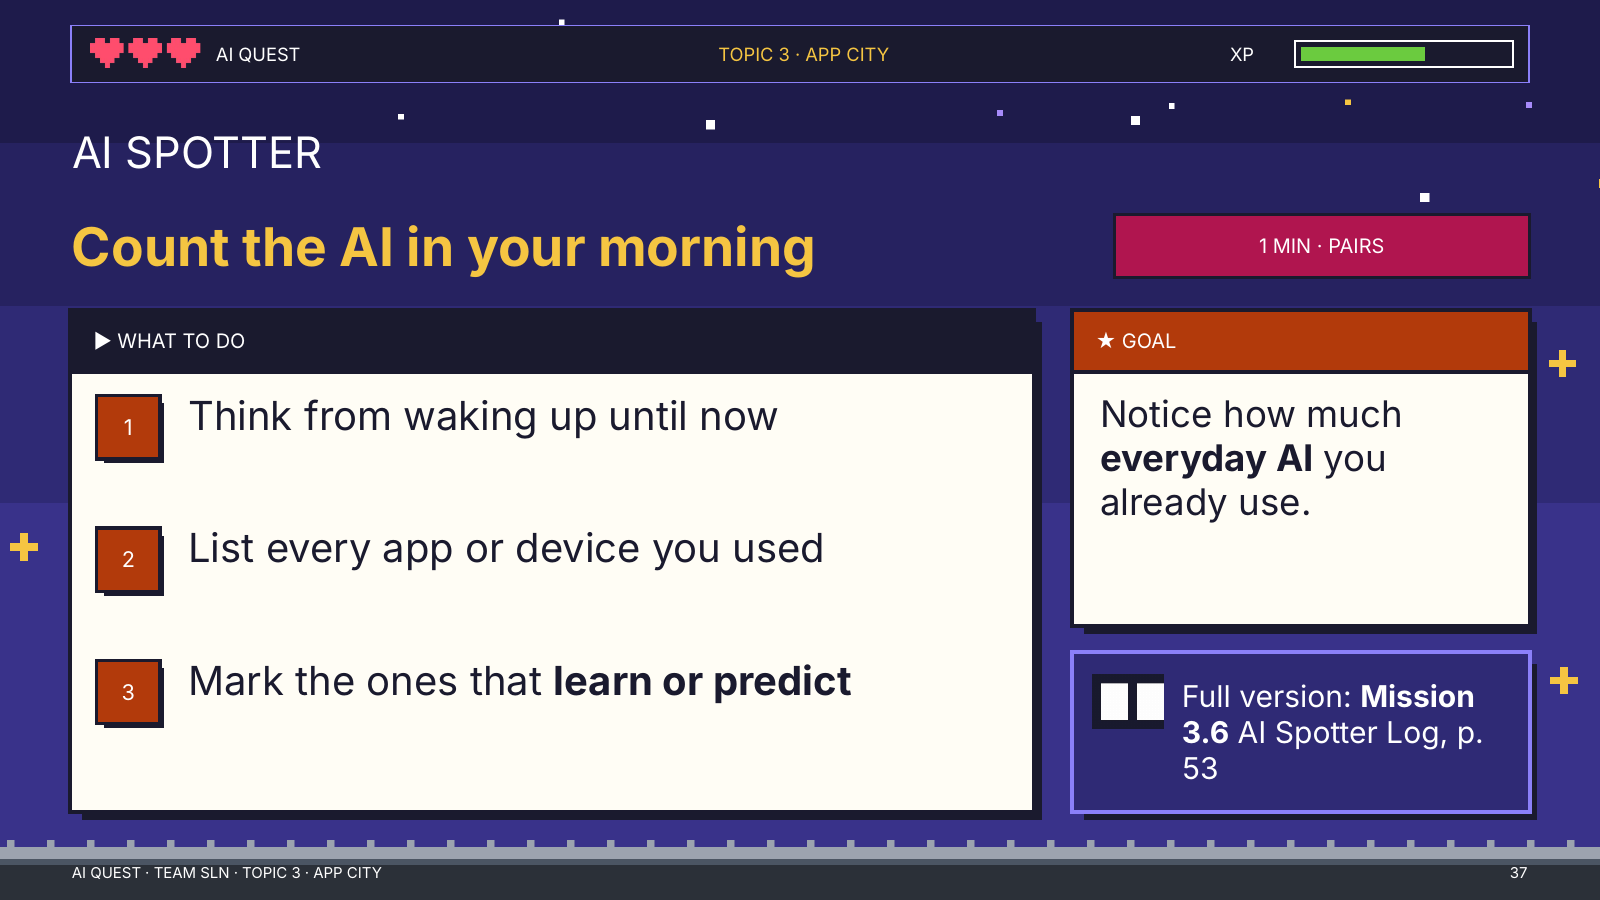 AI QUEST
TOPIC 3 · APP CITY
XP
AI SPOTTER
Count the AI in your morning
1 MIN · PAIRS
▶ WHAT TO DO
1 Think from waking up until now
2 List every app or device you used
3 Mark the ones that learn or predict
★ GOAL
Notice how much
everyday AI you
already use.
Full version: Mission
3.6 AI Spotter Log, p.
53
AI QUEST · TEAM SLN · TOPIC 3 · APP CITY
37